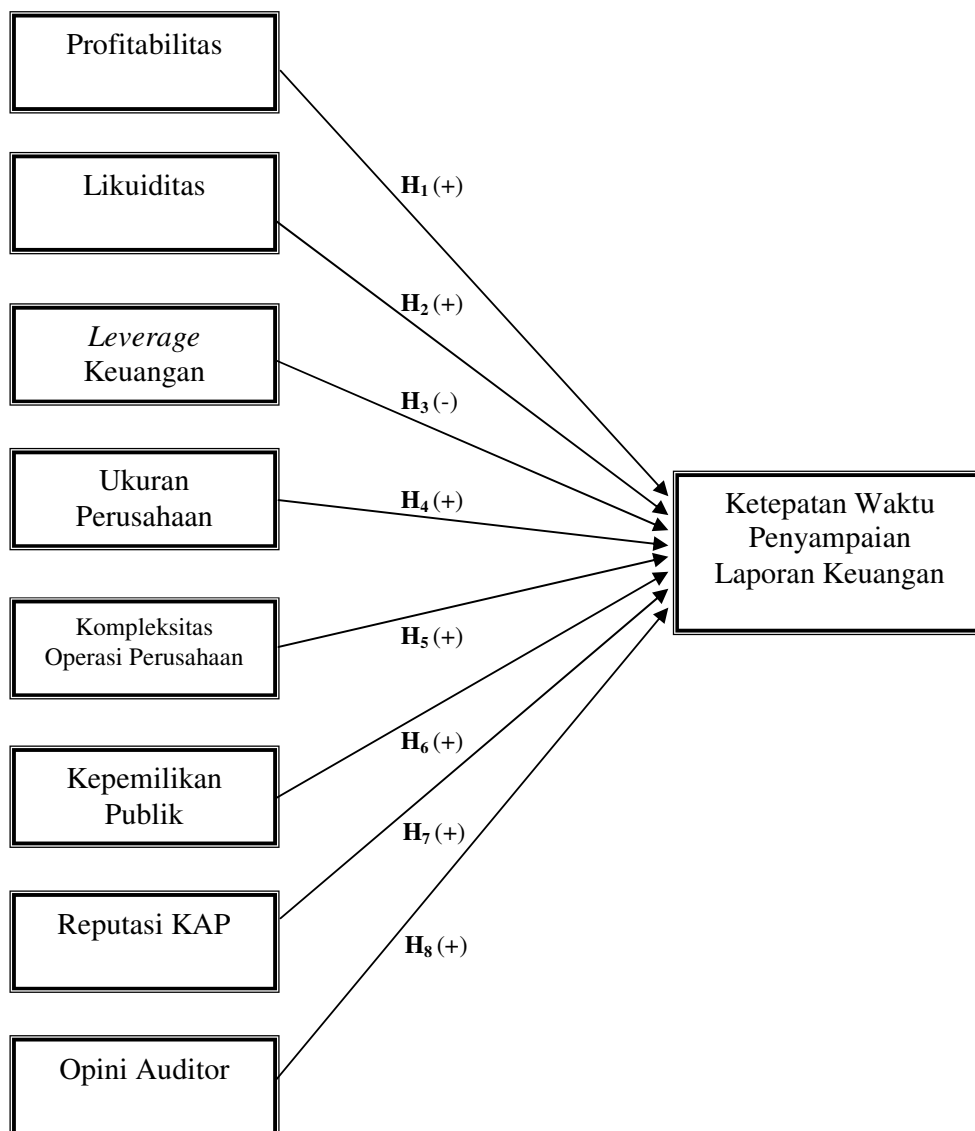 Profitabilitas
H₁ (+)
Likuiditas
H₂ (+)
Leverage
Keuangan
H₃ (-)
Ukuran
Perusahaan
H₄ (+)
Ketepatan Waktu
Penyampaian
Laporan Keuangan
Kompleksitas
Operasi Perusahaan
H₅ (+)
Kepemilikan
Publik
H₆ (+)
H₇ (+)
Reputasi KAP
H₈ (+)
Opini Auditor